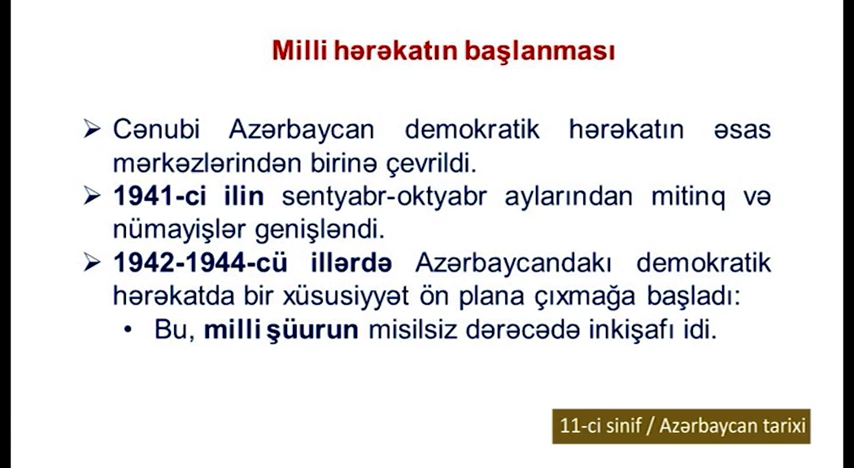 Milli hərəkatın başlanması
➢ Cənubi Azərbaycan demokratik hərəkatın əsas
mərkəzlərindən birinə çevrildi.
➢ 1941-ci ilin sentyabr-oktyabr aylarından mitinq və
nümayişlər genişləndi.
➢ 1942-1944-cü illərdə Azərbaycandakı demokratik
hərəkatda bir xüsusiyyət ön plana çıxmağa başladı:
• Bu, milli şüurun misilsiz dərəcədə inkişafı idi.
11-ci sinif / Azərbaycan tarixi